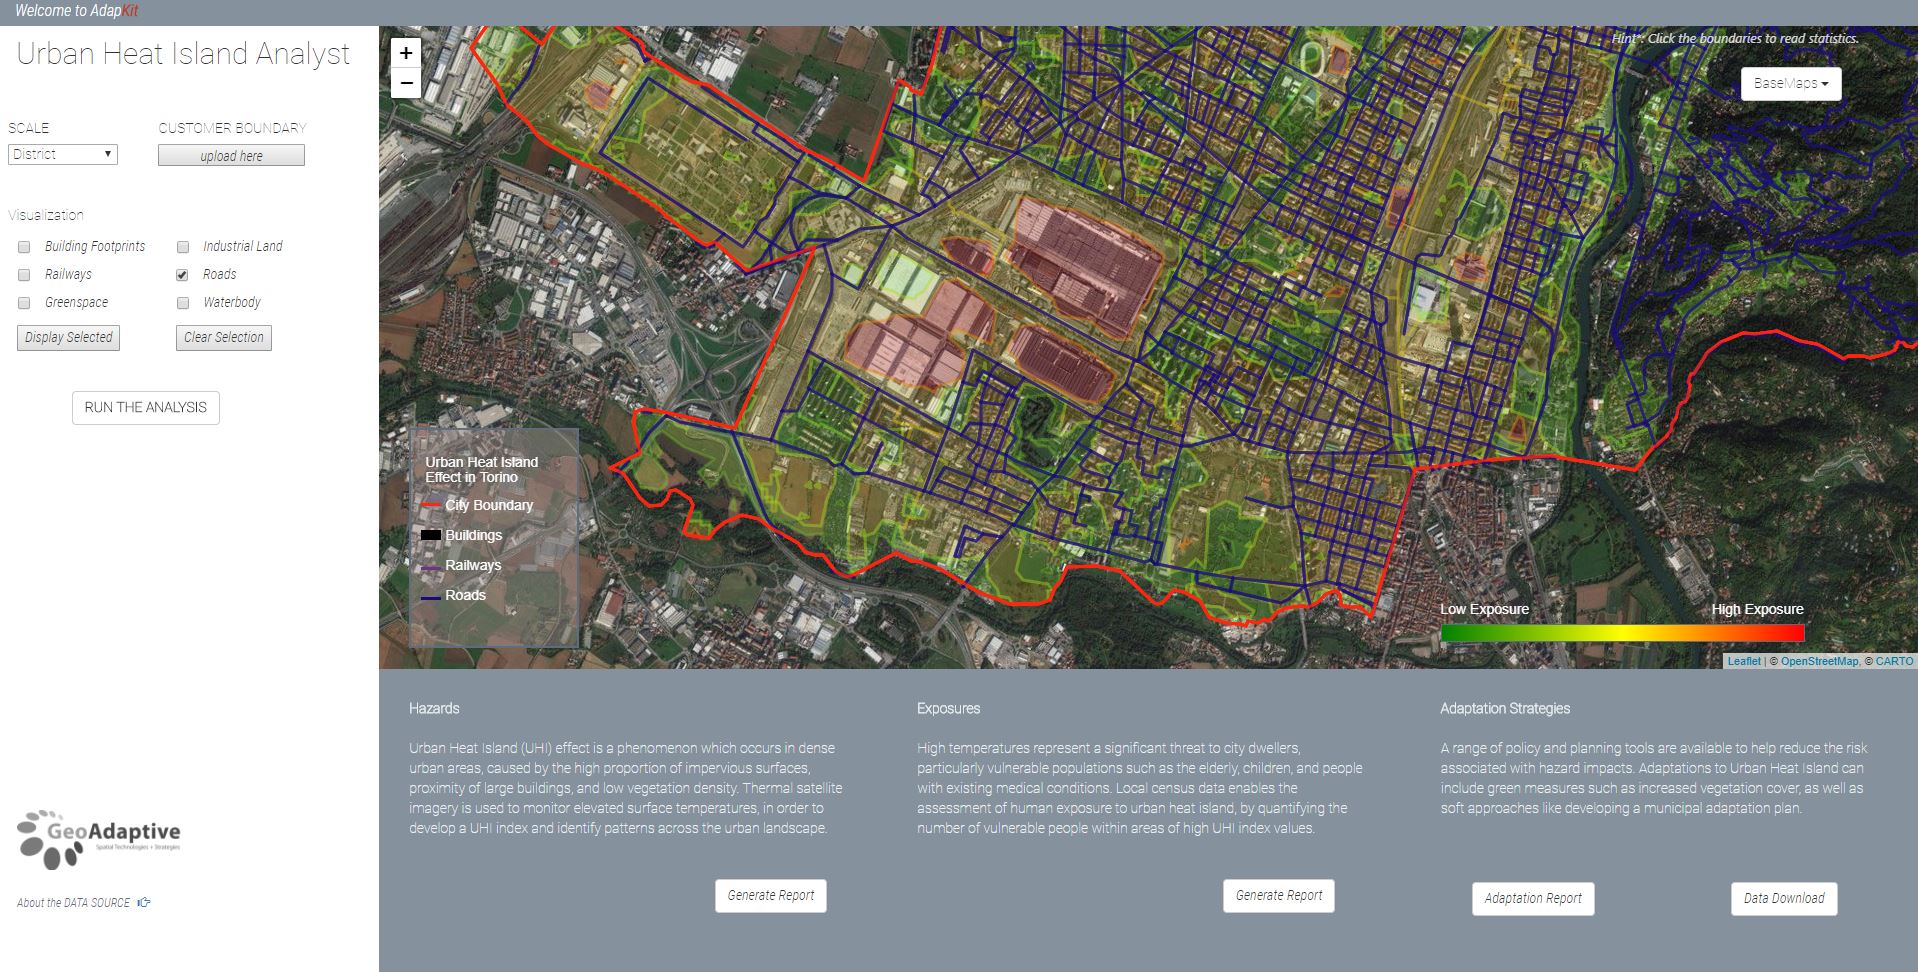 Welcome to AdapKit
Urban Heat Island Analyst
SCALE
CUSTOMER BOUNDARY
District
upload here
Visualization
Building Footprints
Industrial Land
Railways
Roads
Greenspace
Waterbody
Display Selected
Clear Selection
RUN THE ANALYSIS
GeoAdaptive
Spatial Technologies + Strategies
About the DATA SOURCE
+
−
Hint*: Click the boundaries to read statistics.
BaseMaps
Urban Heat Island
Effect in Torino
City Boundary
Buildings
Railways
Roads
Low Exposure
High Exposure
Leaflet | © OpenStreetMap, © CARTO
Hazards
Urban Heat Island (UHI) effect is a phenomenon which occurs in dense
urban areas, caused by the high proportion of impervious surfaces,
proximity of large buildings, and low vegetation density. Thermal satellite
imagery is used to monitor elevated surface temperatures, in order to
develop a UHI index and identify patterns across the urban landscape.
Generate Report
Exposures
High temperatures represent a significant threat to city dwellers,
particularly vulnerable populations such as the elderly, children, and people
with existing medical conditions. Local census data enables the
assessment of human exposure to urban heat island, by quantifying the
number of vulnerable people within areas of high UHI index values.
Generate Report
Adaptation Strategies
A range of policy and planning tools are available to help reduce the risk
associated with hazard impacts. Adaptations to Urban Heat Island can
include green measures such as increased vegetation cover, as well as
soft approaches like developing a municipal adaptation plan.
Adaptation Report
Data Download